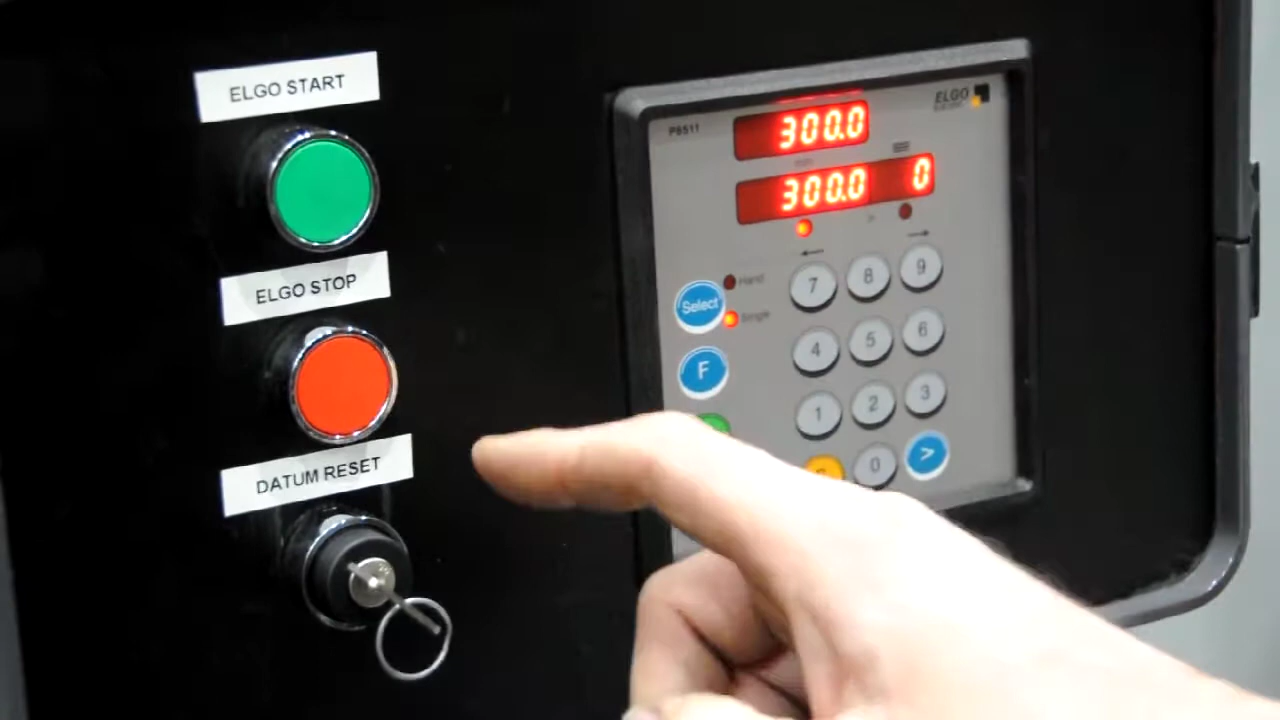 ELGO START
ELGO STOP
DATUM RESET
P8511
ELGO
300.0
mm
300.0 0
Select
Hand
Single
F
7 8 9
4 5 6
1 2 3
0 >